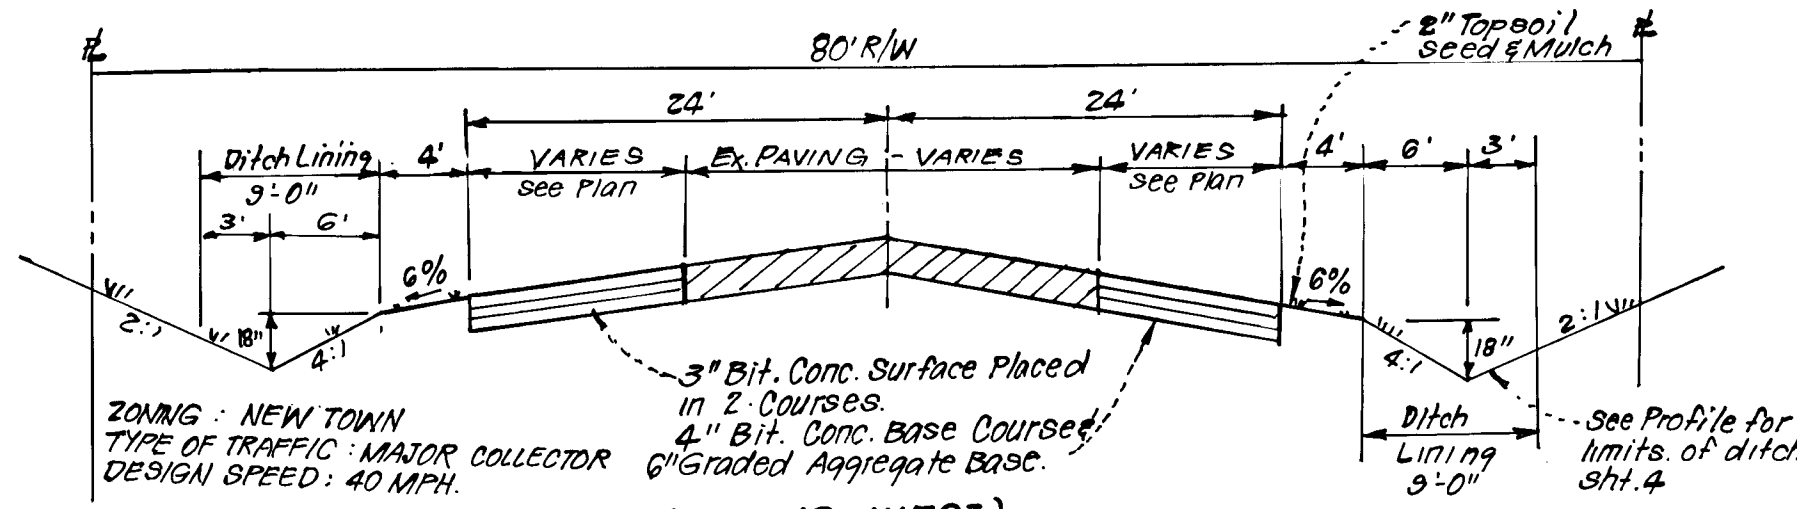 ℄ 80' R/W 2" Topsoil ℄
seed & Mulch
24' 24'
Ditch Lining 4' VARIES Ex. PAVING - VARIES VARIES 4' 6' 3'
9'-0" see Plan see Plan
3' 6'
6% 6%
2:1 18" 4:1 4:1 18" 2:1
3" Bit. Conc. Surface Placed
in 2 Courses.
4" Bit. Conc. Base Course &
6" Graded Aggregate Base.
ZONING : NEW TOWN
TYPE OF TRAFFIC : MAJOR COLLECTOR
DESIGN SPEED : 40 MPH.
Ditch
Lining
9'-0"
see Profile for
limits. of ditch
sht. 4